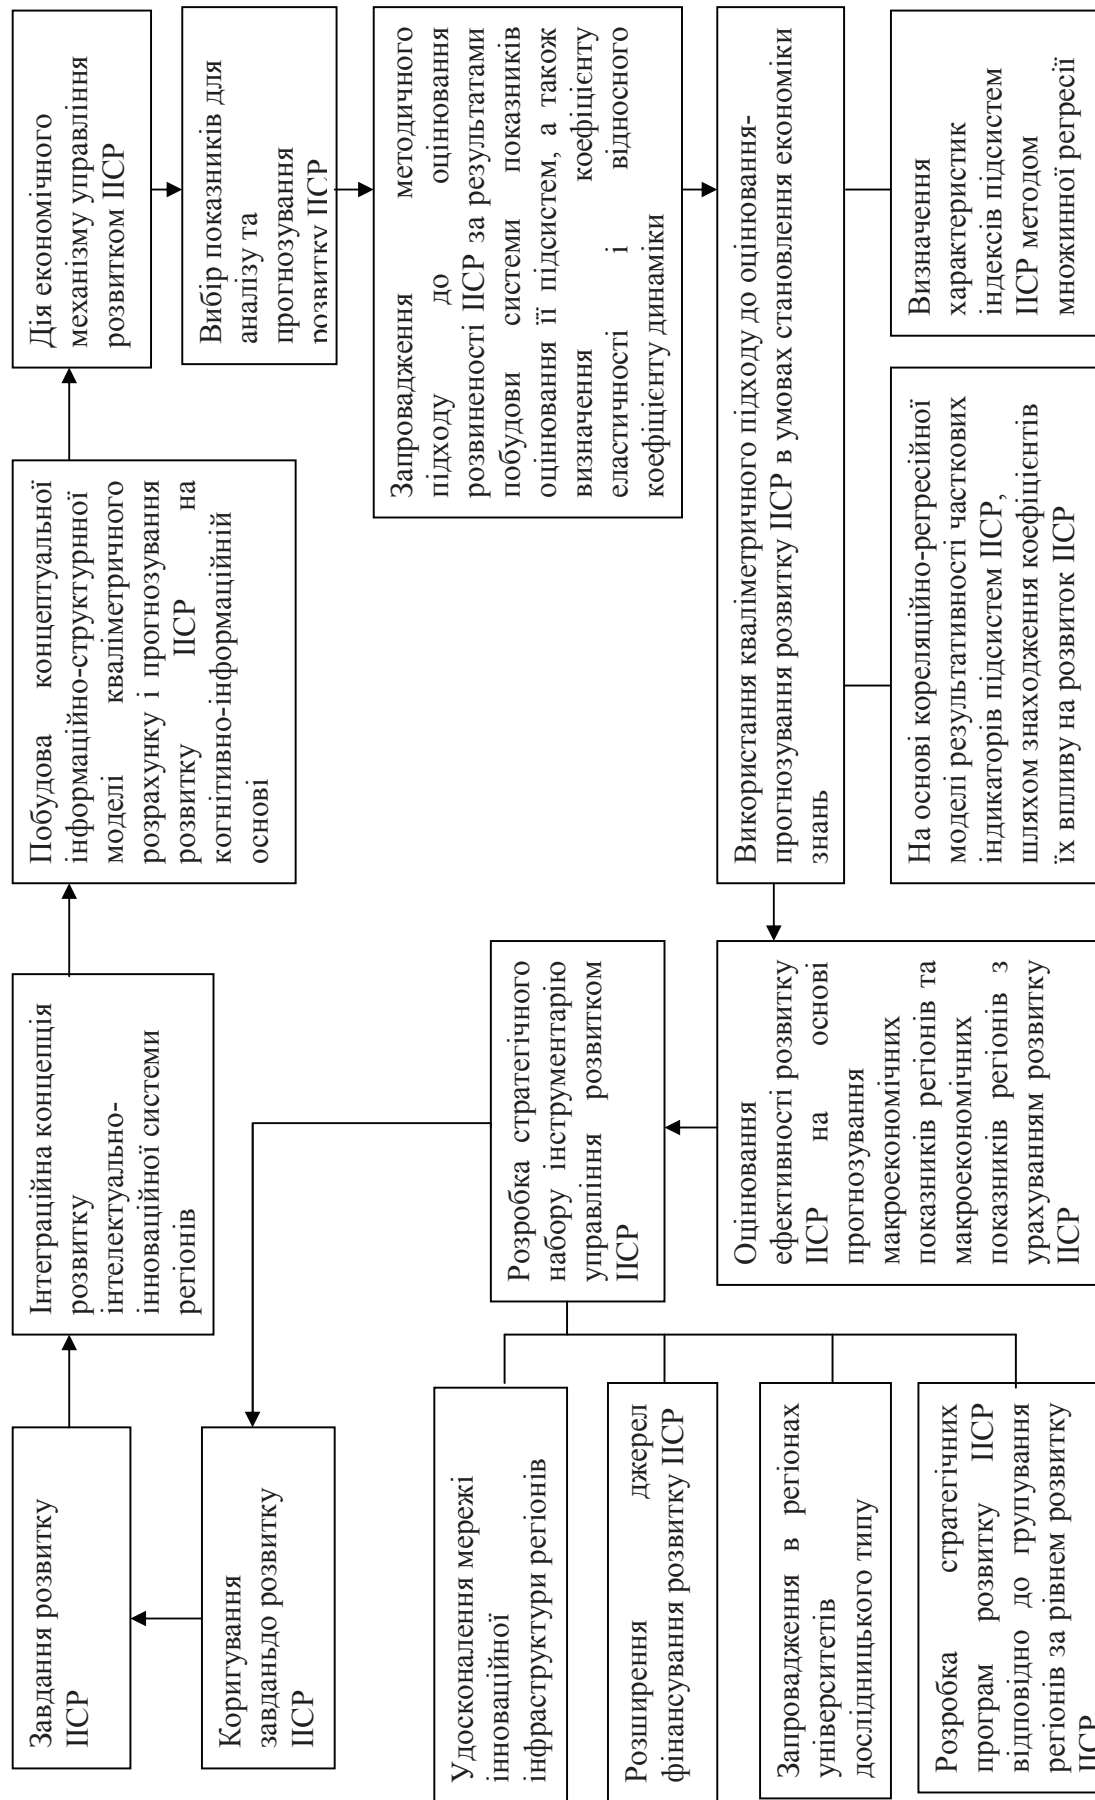 Завдання розвитку
ІІСР
Інтеграційна концепція
розвитку
інтелектуально-
інноваційної системи
регіонів
Побудова концептуальної
інформаційно-структурнної
моделі кваліметричного
розрахунку і прогнозування
розвитку ІІСР на
когнітивно-інформаційній
основі
Дія економічного
механізму управління
розвитком ІІСР
Коригування
завданьдо розвитку
ІІСР
Вибір показників для
аналізу та
прогнозування
розвитку ІІСР
Запровадження методичного
підходу до оцінювання
розвиненості ІІСР за результатами
побудови системи показників
оцінювання її підсистем, а також
визначення коефіцієнту
еластичності і відносного
коефіцієнту динаміки
Розробка стратегічного
набору інструментарію
управління розвитком
ІІСР
Удосконалення мережі
інноваційної
інфраструктури регіонів
Розширення джерел
фінансування розвитку ІІСР
Запровадження в регіонах
університетів
дослідницького типу
Розробка стратегічних
програм розвитку ІІСР
відповідно до групування
регіонів за рівнем розвитку
ІІСР
Оцінювання
ефективності розвитку
ІІСР на основі
прогнозування
макроекономічних
показників регіонів та
макроекономічних
показників регіонів з
урахуванням розвитку
ІІСР
Використання кваліметричного підходу до оцінювання-
прогнозування розвитку ІІСР в умовах становлення економіки
знань
На основі кореляційно-регресійної
моделі результативності часткових
індикаторів підсистем ІІСР,
шляхом знаходження коефіцієнтів
їх впливу на розвиток ІІСР
Визначення
характеристик
індексів підсистем
ІІСР методом
множинної регресії